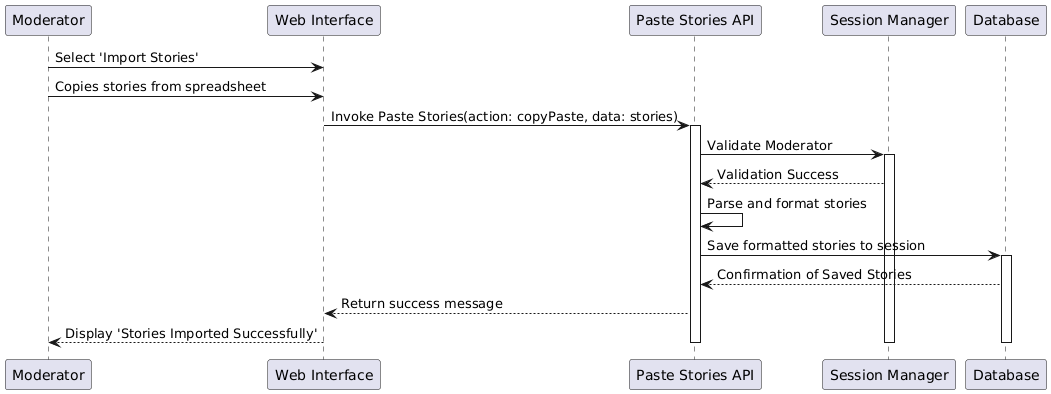 Moderator
Web Interface
Paste Stories API
Session Manager
Database
Select 'Import Stories'
Copies stories from spreadsheet
Invoke Paste Stories(action: copyPaste, data: stories)
Validate Moderator
Validation Success
Parse and format stories
Save formatted stories to session
Confirmation of Saved Stories
Return success message
Display 'Stories Imported Successfully'
Moderator
Web Interface
Paste Stories API
Session Manager
Database